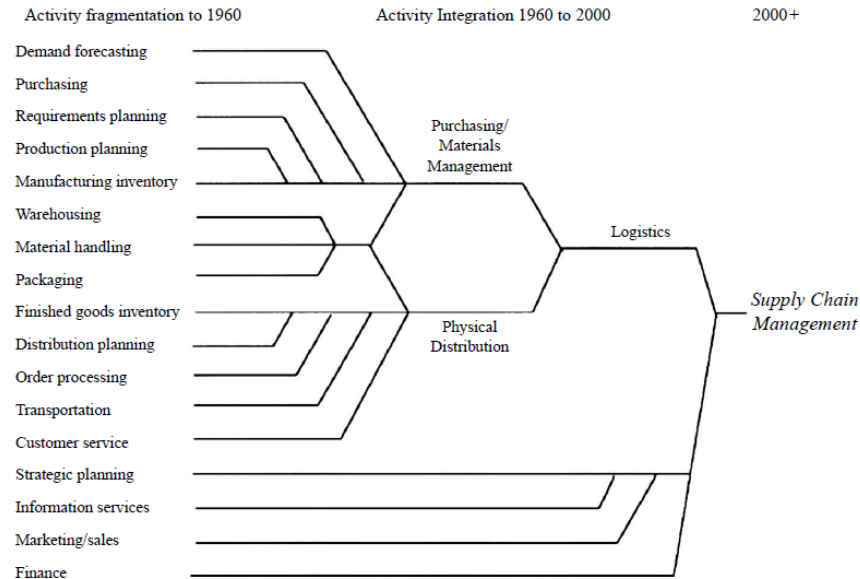 Activity fragmentation to 1960
Activity Integration 1960 to 2000
2000+
Demand forecasting
Purchasing
Requirements planning
Production planning
Manufacturing inventory
Warehousing
Material handling
Packaging
Finished goods inventory
Distribution planning
Order processing
Transportation
Customer service
Strategic planning
Information services
Marketing/sales
Finance
Purchasing/
Materials
Management
Physical
Distribution
Logistics
Supply Chain
Management